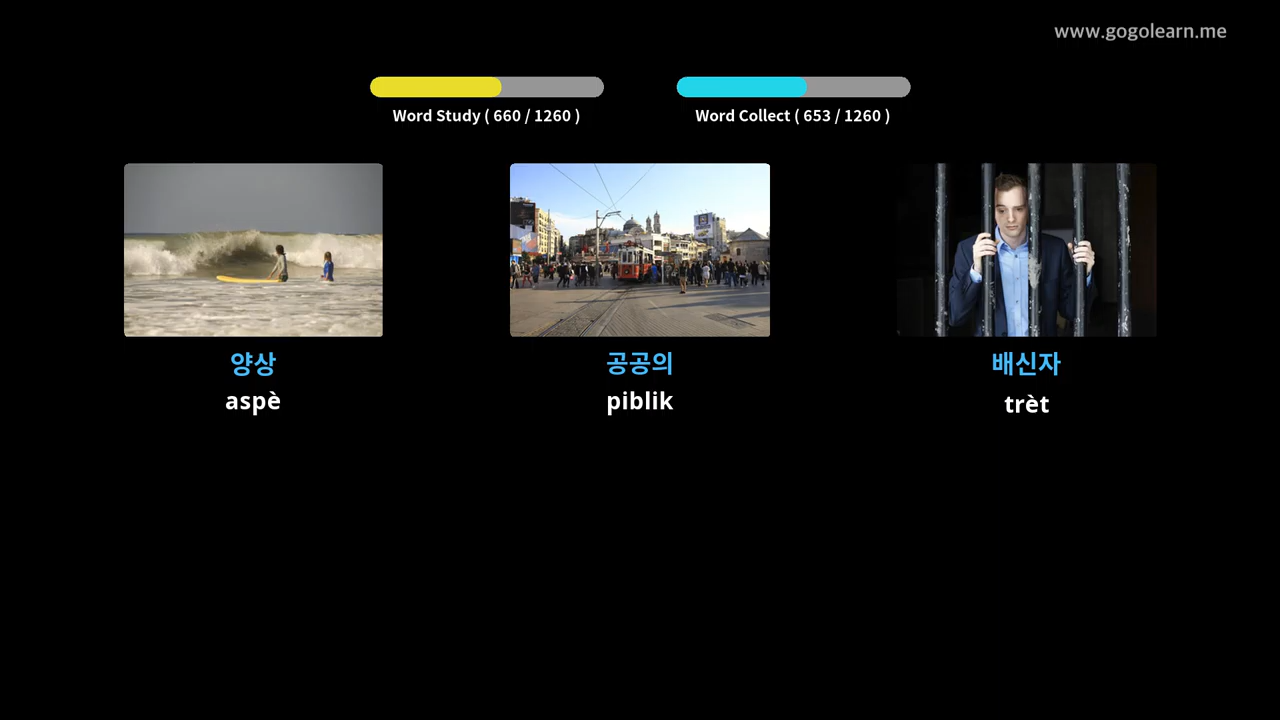 www.gogolearn.me
Word Study ( 660 / 1260 )
Word Collect ( 653 / 1260 )
양상
aspè
공공의
piblik
배신자
trèt